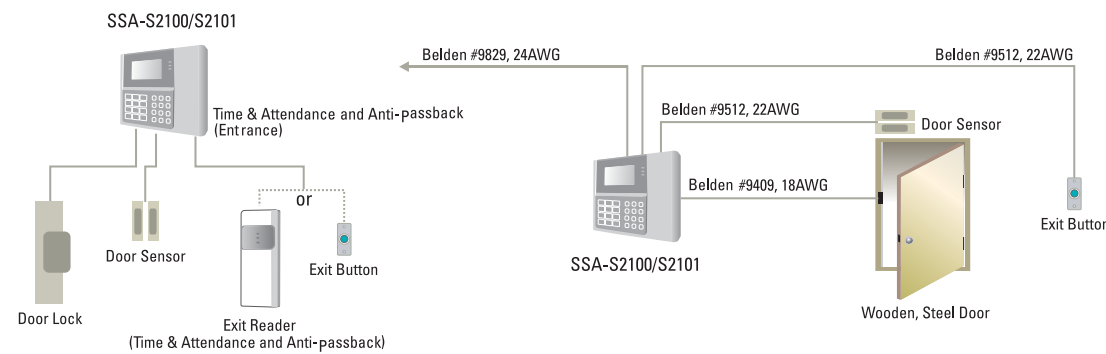 SSA-S2100/S2101
Time & Attendance and Anti-passback
(Entrance)
or
Door Sensor
Exit Button
Door Lock
Exit Reader
(Time & Attendance and Anti-passback)
Belden #9829, 24AWG
Belden #9512, 22AWG
Belden #9512, 22AWG
Door Sensor
Belden #9409, 18AWG
Exit Button
SSA-S2100/S2101
Wooden, Steel Door